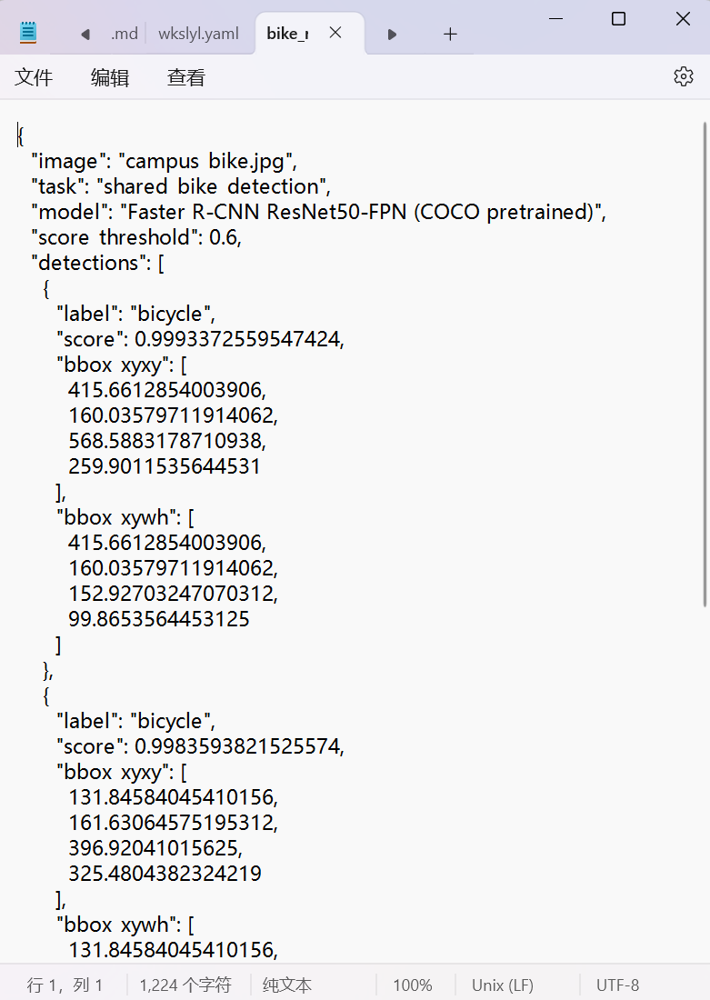 .md
wkslyl.yaml
bike_r
文件
编辑
查看
{
"image": "campus bike.jpg",
"task": "shared bike detection",
"model": "Faster R-CNN ResNet50-FPN (COCO pretrained)",
"score threshold": 0.6,
"detections": [
{
"label": "bicycle",
"score": 0.9993372559547424,
"bbox xyxy": [
415.6612854003906,
160.03579711914062,
568.5883178710938,
259.9011535644531
],
"bbox xywh": [
415.6612854003906,
160.03579711914062,
152.92703247070312,
99.8653564453125
]
},
{
"label": "bicycle",
"score": 0.9983593821525574,
"bbox xyxy": [
131.84584045410156,
161.63064575195312,
396.92041015625,
325.4804382324219
],
"bbox xywh": [
131.84584045410156,
行 1，列 1
1,224 个字符
纯文本
100%
Unix (LF)
UTF-8